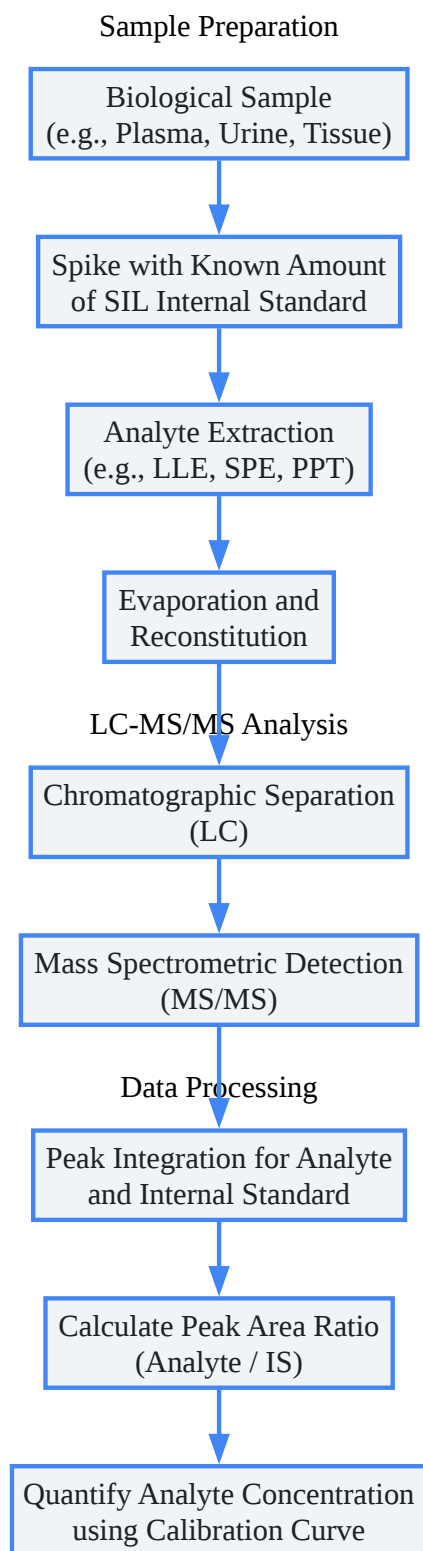 Sample Preparation
Biological Sample
(e.g., Plasma, Urine, Tissue)
Spike with Known Amount
of SIL Internal Standard
Analyte Extraction
(e.g., LLE, SPE, PPT)
Evaporation and
Reconstitution
LC-MS/MS Analysis
Chromatographic Separation
(LC)
Mass Spectrometric Detection
(MS/MS)
Data Processing
Peak Integration for Analyte
and Internal Standard
Calculate Peak Area Ratio
(Analyte / IS)
Quantify Analyte Concentration
using Calibration Curve